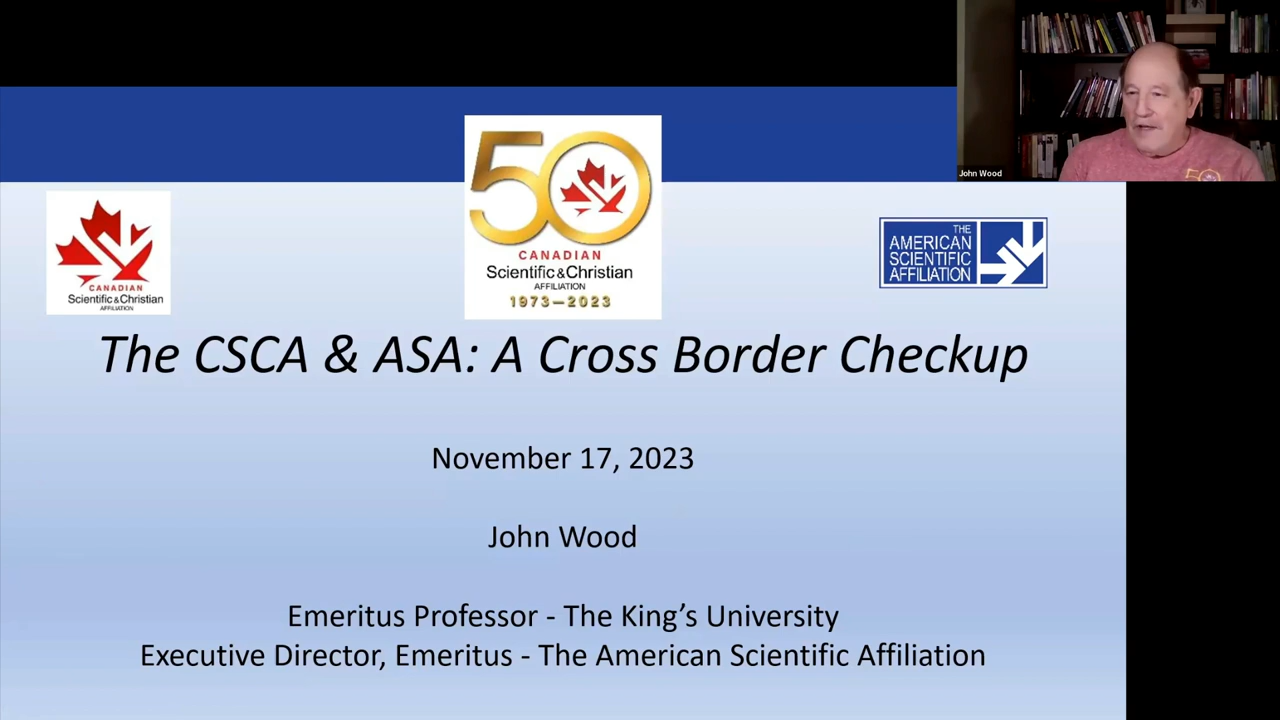 John Wood
50
CANADIAN
Scientific & Christian
AFFILIATION
1973—2023
CANADIAN
Scientific & Christian
AFFILIATION
THE
AMERICAN
SCIENTIFIC
AFFILIATION
The CSCA & ASA: A Cross Border Checkup
November 17, 2023
John Wood
Emeritus Professor - The King's University
Executive Director, Emeritus - The American Scientific Affiliation